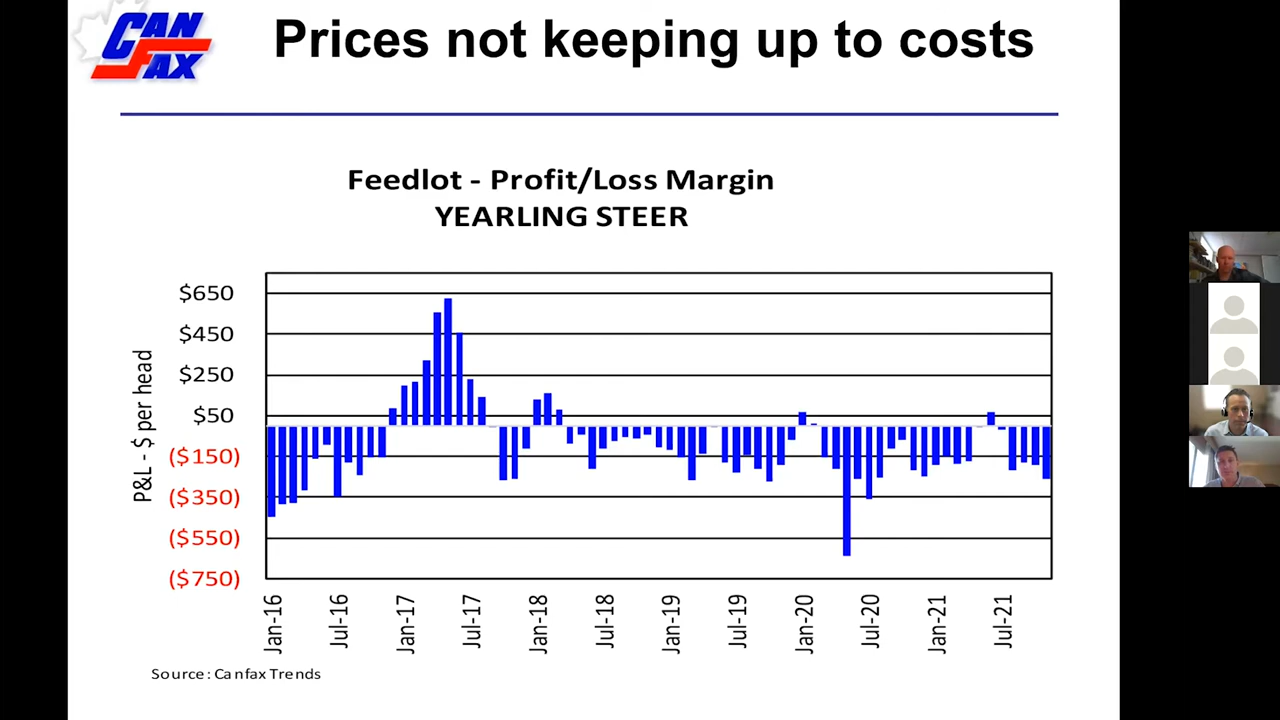 CAN
FAX
Prices not keeping up to costs
Feedlot - Profit/Loss Margin
YEARLING STEER
P&L - $ per head
$650
$450
$250
$50
($150)
($350)
($550)
($750)
Jan-16
Jul-16
Jan-17
Jul-17
Jan-18
Jul-18
Jan-19
Jul-19
Jan-20
Jul-20
Jan-21
Jul-21
Source: Canfax Trends